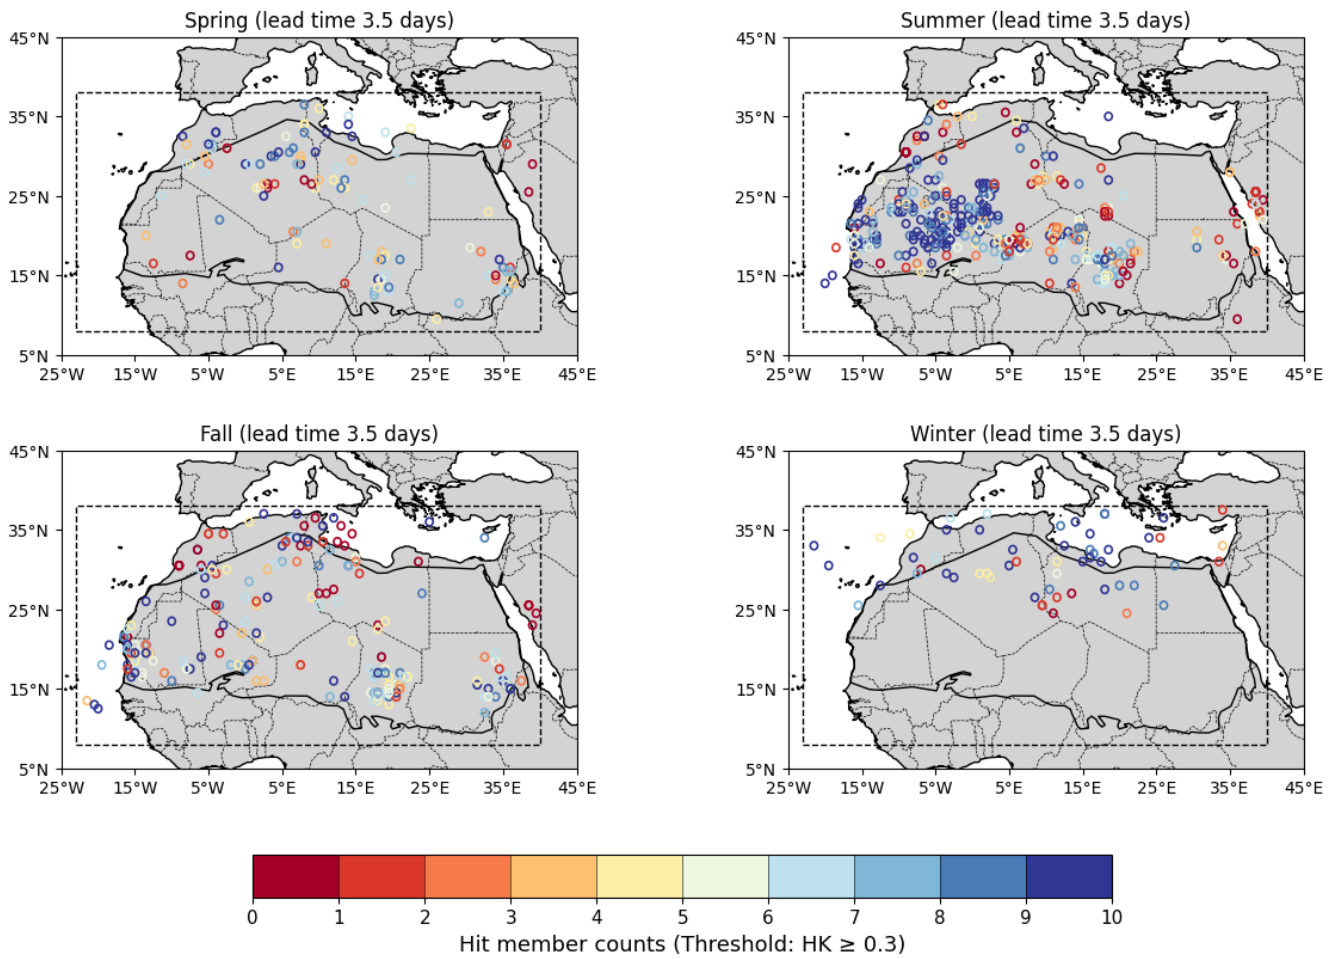 Spring (lead time 3.5 days)
Summer (lead time 3.5 days)
45°N
35°N
25°N
15°N
5°N
25°W 15°W 5°W 5°E 15°E 25°E 35°E 45°E
45°N
35°N
25°N
15°N
5°N
25°W 15°W 5°W 5°E 15°E 25°E 35°E 45°E
Fall (lead time 3.5 days)
Winter (lead time 3.5 days)
45°N
35°N
25°N
15°N
5°N
25°W 15°W 5°W 5°E 15°E 25°E 35°E 45°E
45°N
35°N
25°N
15°N
5°N
25°W 15°W 5°W 5°E 15°E 25°E 35°E 45°E
0 1 2 3 4 5 6 7 8 9 10
Hit member counts (Threshold: HK ≥ 0.3)